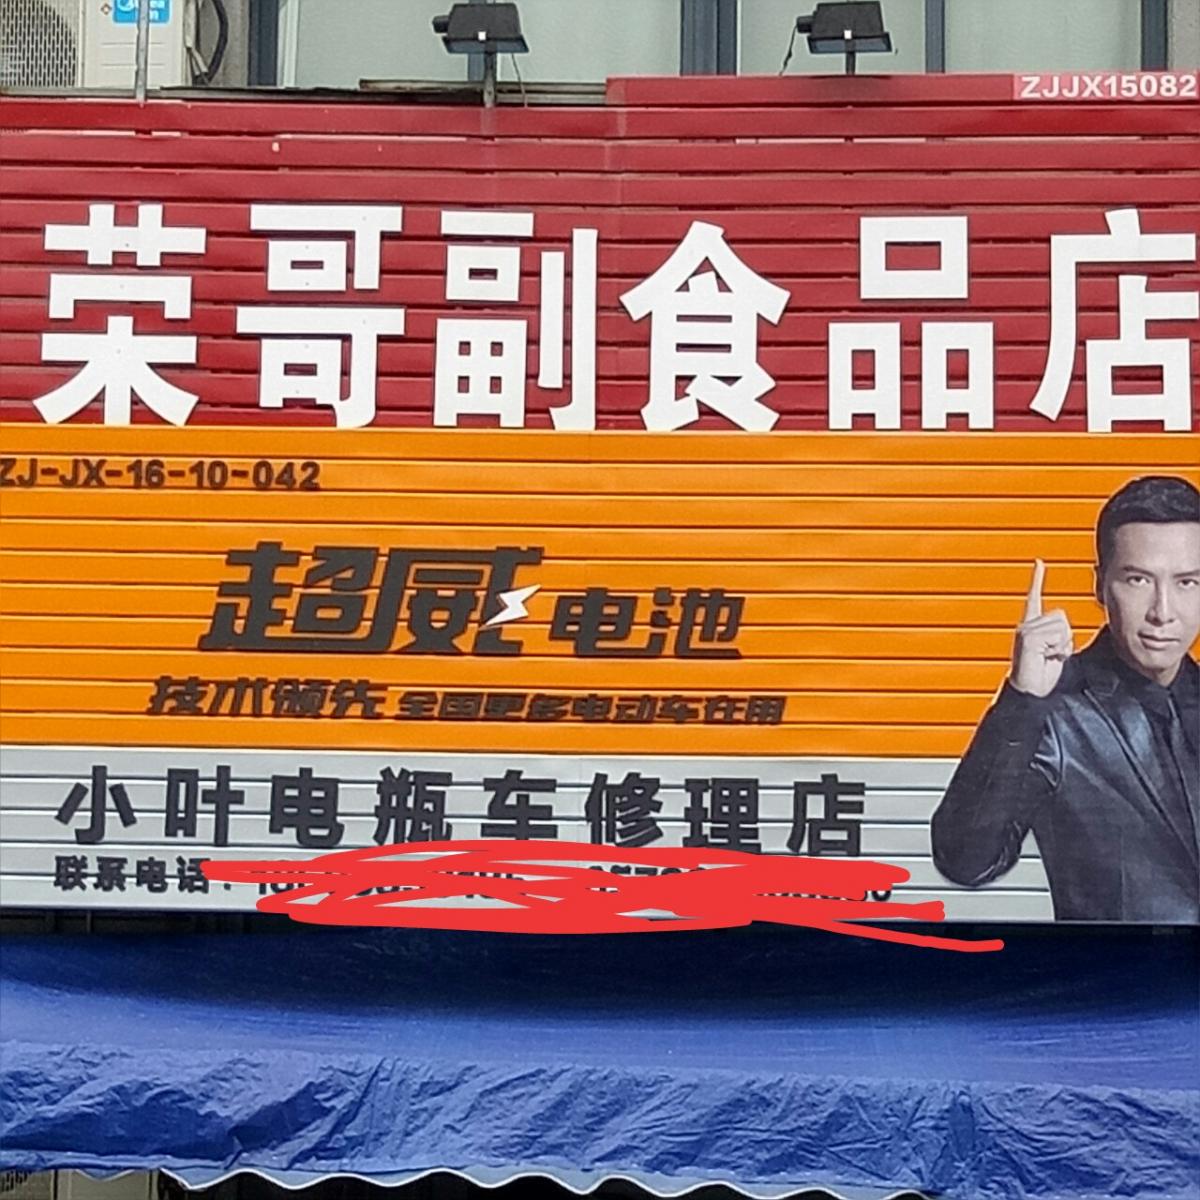 ZJJX15082
荣哥副食品店
ZJ-JX-16-10-042
超威电池
技术领先 全国更多电动车在用
小叶电瓶车修理店
联系电话: